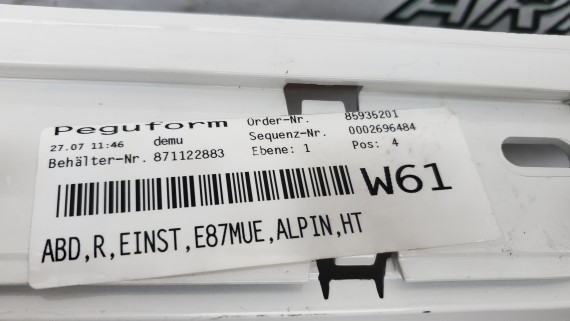 Peguform
Order-Nr. 85935201
27.07 11:46 demu
Sequenz-Nr. 0002696484
Behälter-Nr. 871122883
Ebene: 1 Pos: 4
W61
ABD,R,EINST,E87MUE,ALPIN,HT